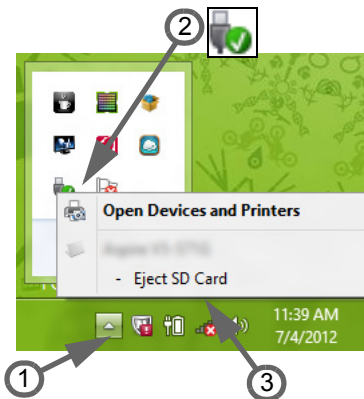 2
Open Devices and Printers
- Eject SD Card
11:39 AM
7/4/2012
1
3